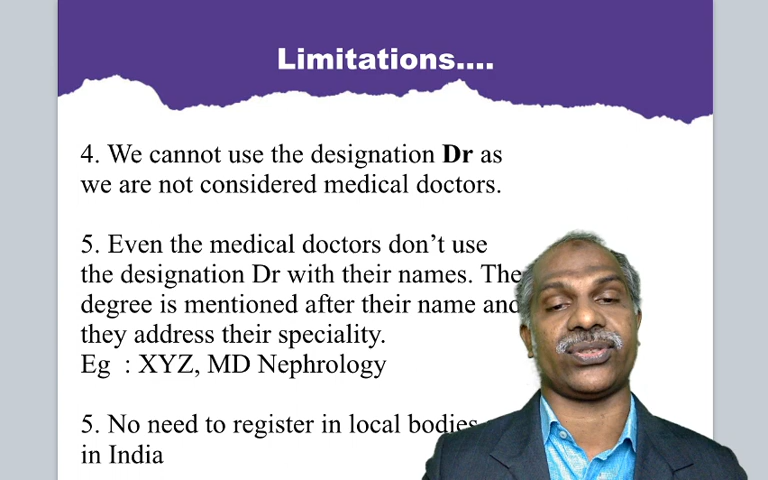 Limitations....
4. We cannot use the designation Dr as
we are not considered medical doctors.
5. Even the medical doctors don’t use
the designation Dr with their names. The
degree is mentioned after their name and
they address their speciality.
Eg : XYZ, MD Nephrology
5. No need to register in local bodies
in India